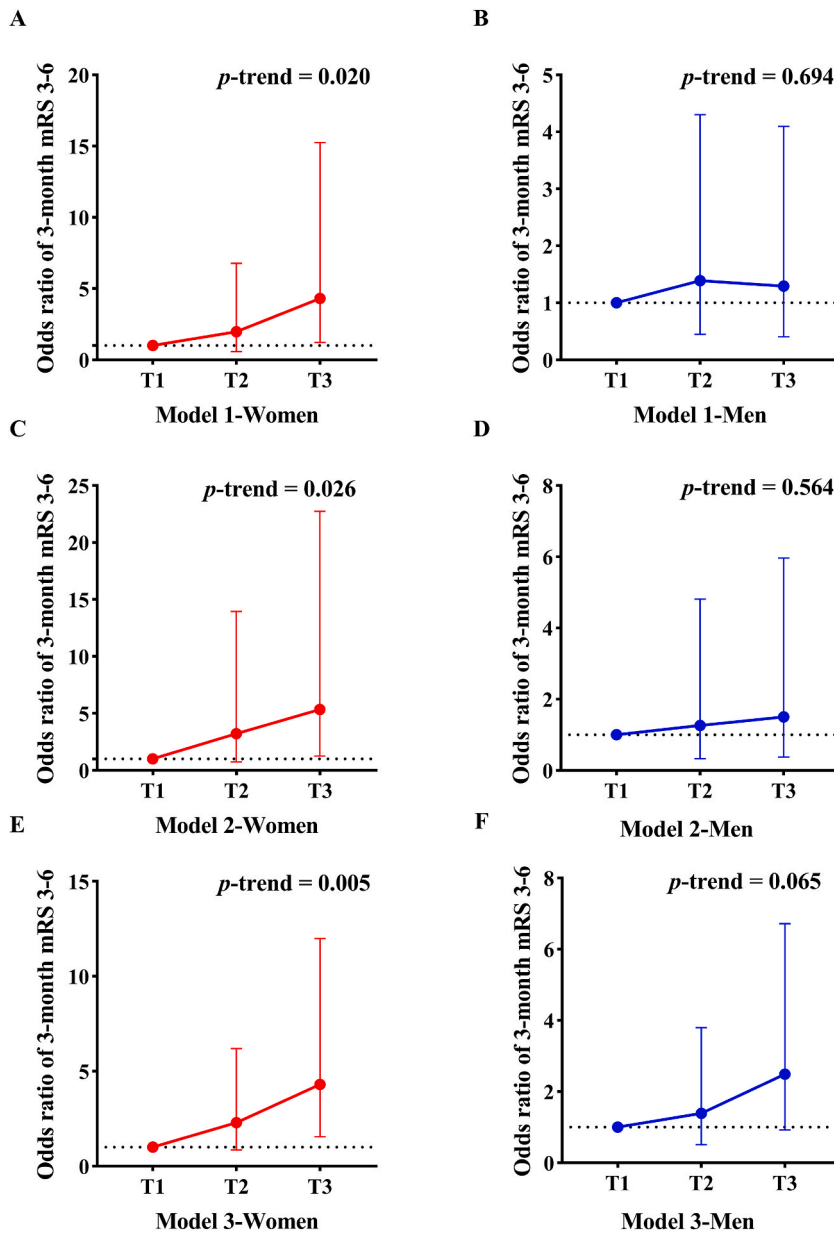 A
Odds ratio of 3-month mRS 3-6
p-trend = 0.020
20
15
10
5
0
T1 T2 T3
Model 1-Women
B
Odds ratio of 3-month mRS 3-6
p-trend = 0.694
5
4
3
2
1
0
T1 T2 T3
Model 1-Men
C
Odds ratio of 3-month mRS 3-6
p-trend = 0.026
25
20
15
10
5
0
T1 T2 T3
Model 2-Women
D
Odds ratio of 3-month mRS 3-6
p-trend = 0.564
8
6
4
2
0
T1 T2 T3
Model 2-Men
E
Odds ratio of 3-month mRS 3-6
p-trend = 0.005
15
10
5
0
T1 T2 T3
Model 3-Women
F
Odds ratio of 3-month mRS 3-6
p-trend = 0.065
8
6
4
2
0
T1 T2 T3
Model 3-Men